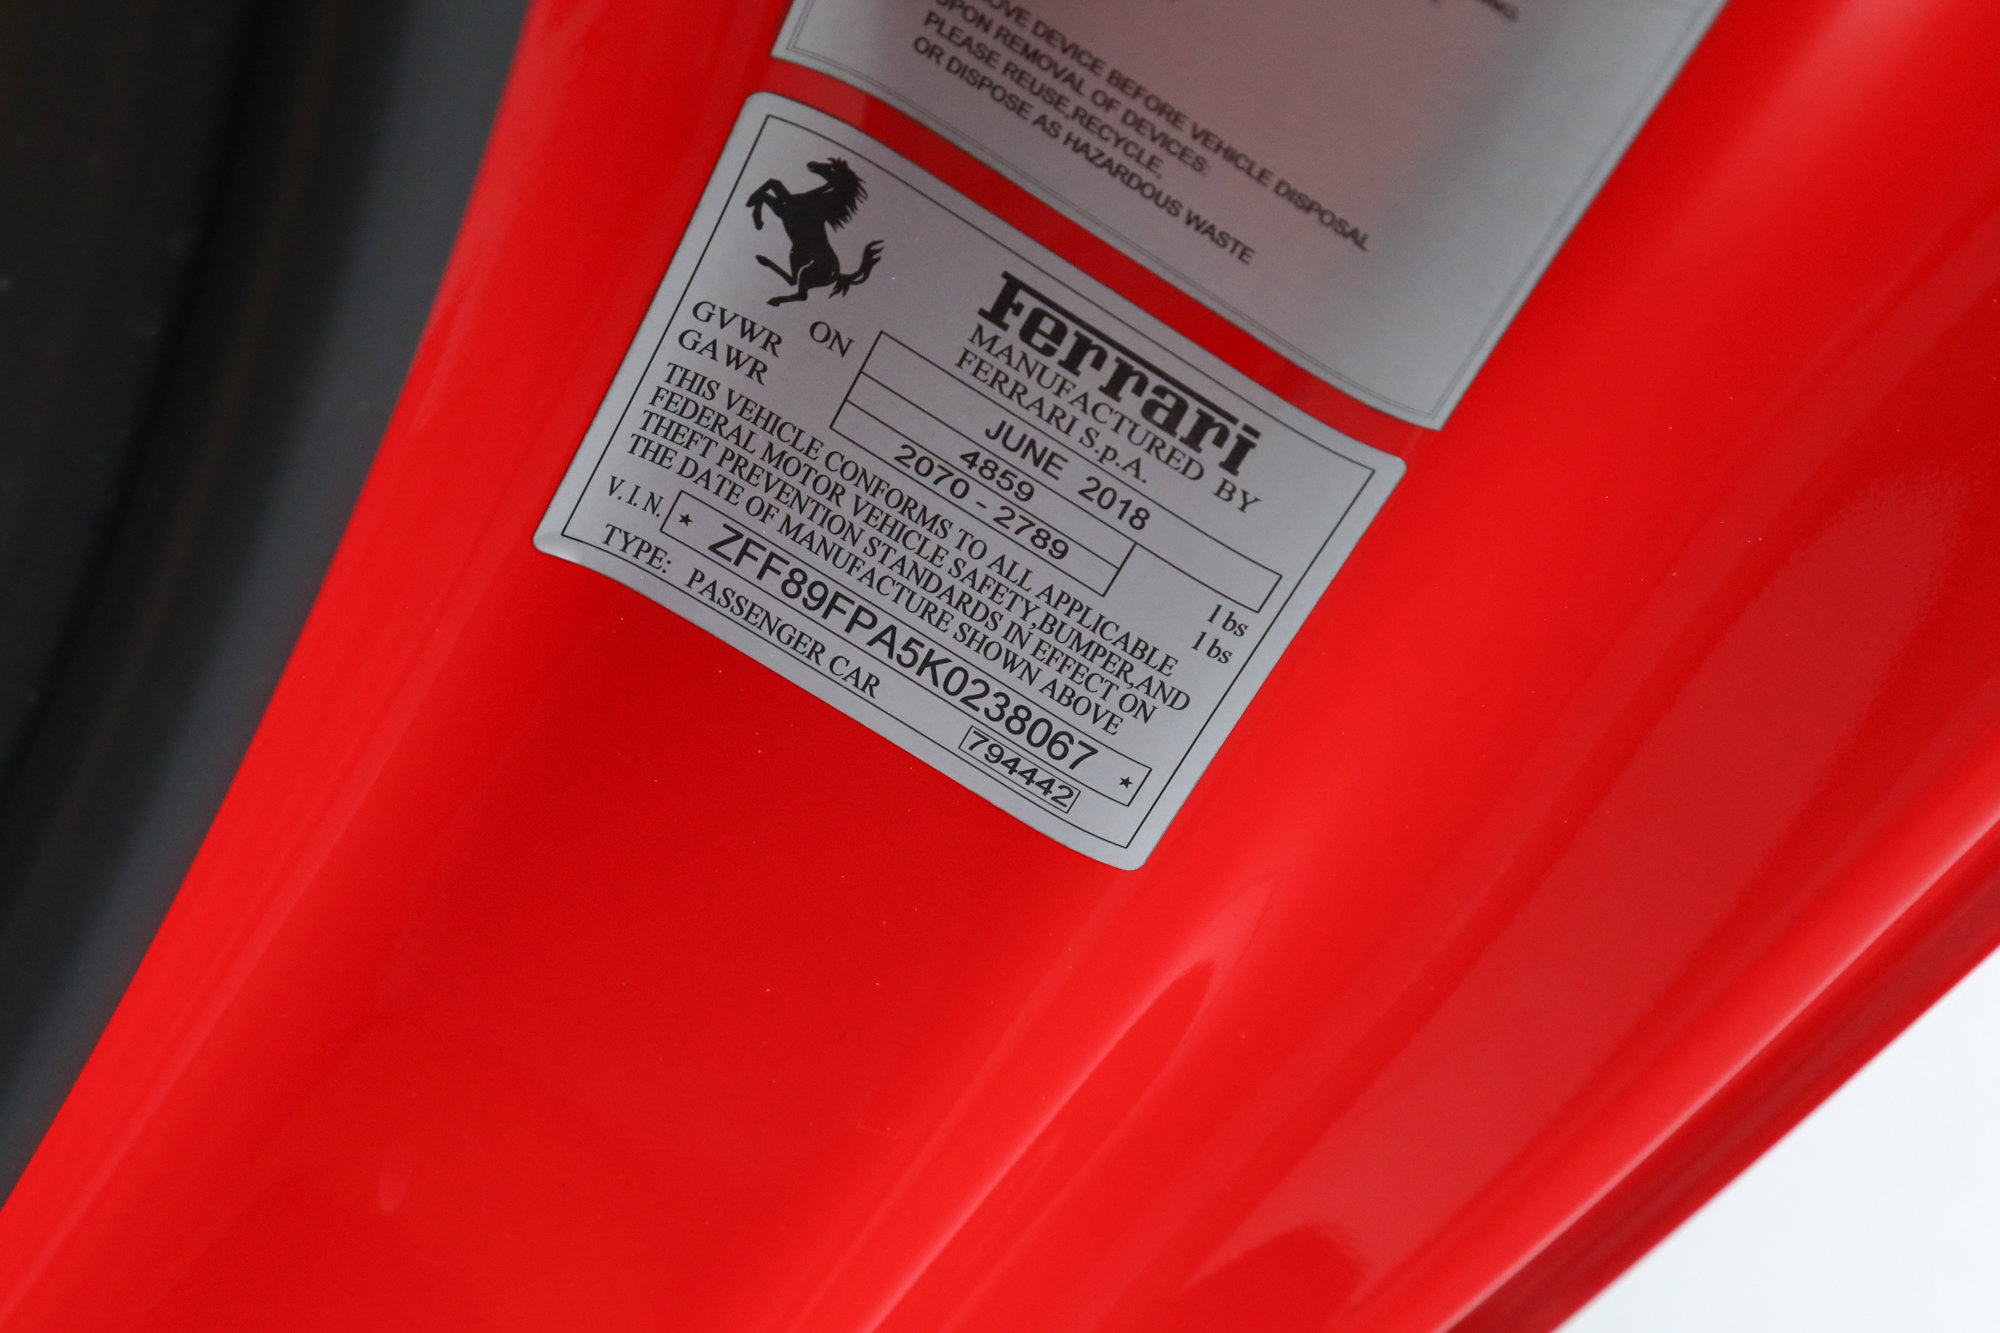 DEVICE BEFORE VEHICLE DISPOSAL
UPON REMOVAL OF DEVICES:
PLEASE REUSE,RECYCLE,
OR DISPOSE AS HAZARDOUS WASTE
Ferrari
MANUFACTURED BY
FERRARI S.p.A.
ON JUNE 2018
GVWR 4859 lbs
GAWR 2070 - 2789 lbs
THIS VEHICLE CONFORMS TO ALL APPLICABLE
FEDERAL MOTOR VEHICLE SAFETY,BUMPER,AND
THEFT PREVENTION STANDARDS IN EFFECT ON
THE DATE OF MANUFACTURE SHOWN ABOVE
V.I.N. ★ ZFF89FPA5K0238067 ★
TYPE: PASSENGER CAR
794442